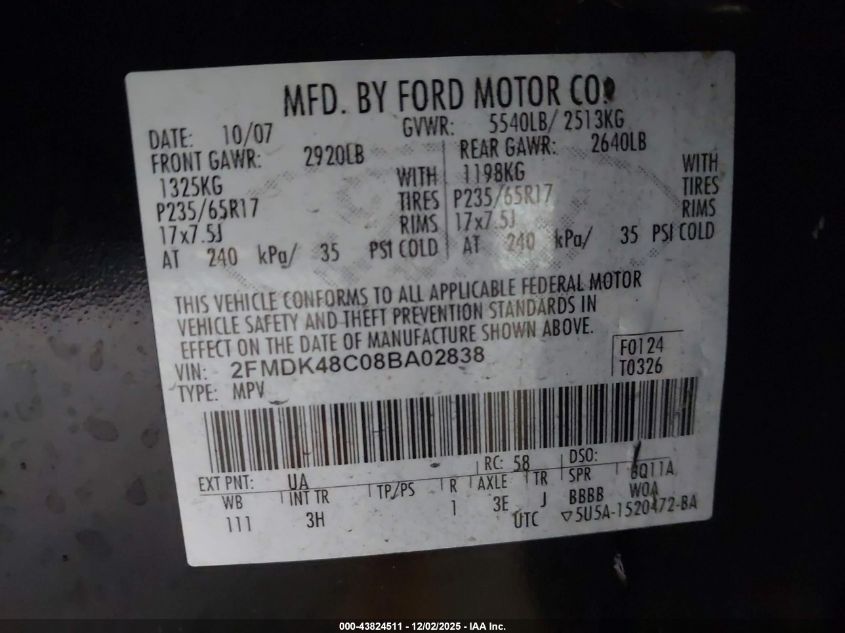 MFD. BY FORD MOTOR CO.
DATE: 10/07 GVWR: 5540LB/ 2513KG
FRONT GAWR: 2920LB REAR GAWR: 2640LB
1325KG WITH 1198KG WITH
P235/65R17 TIRES P235/65R17 TIRES
17x7.5J RIMS 17x7.5J RIMS
AT 240 kPa/ 35 PSI COLD AT 240 kPa/ 35 PSI COLD
THIS VEHICLE CONFORMS TO ALL APPLICABLE FEDERAL MOTOR
VEHICLE SAFETY AND THEFT PREVENTION STANDARDS IN
EFFECT ON THE DATE OF MANUFACTURE SHOWN ABOVE.
VIN: 2FMDK48C08BA02838 F0124
TYPE: MPV T0326
EXT PNT: UA RC: 58 DSO:
WB INT TR TP/PS R AXLE TR SPR BQ11A
111 3H 1 3E J BBBB WOA
UTC ▽5U5A-1520472-BA
000-43824511 - 12/02/2025 - IAA Inc.